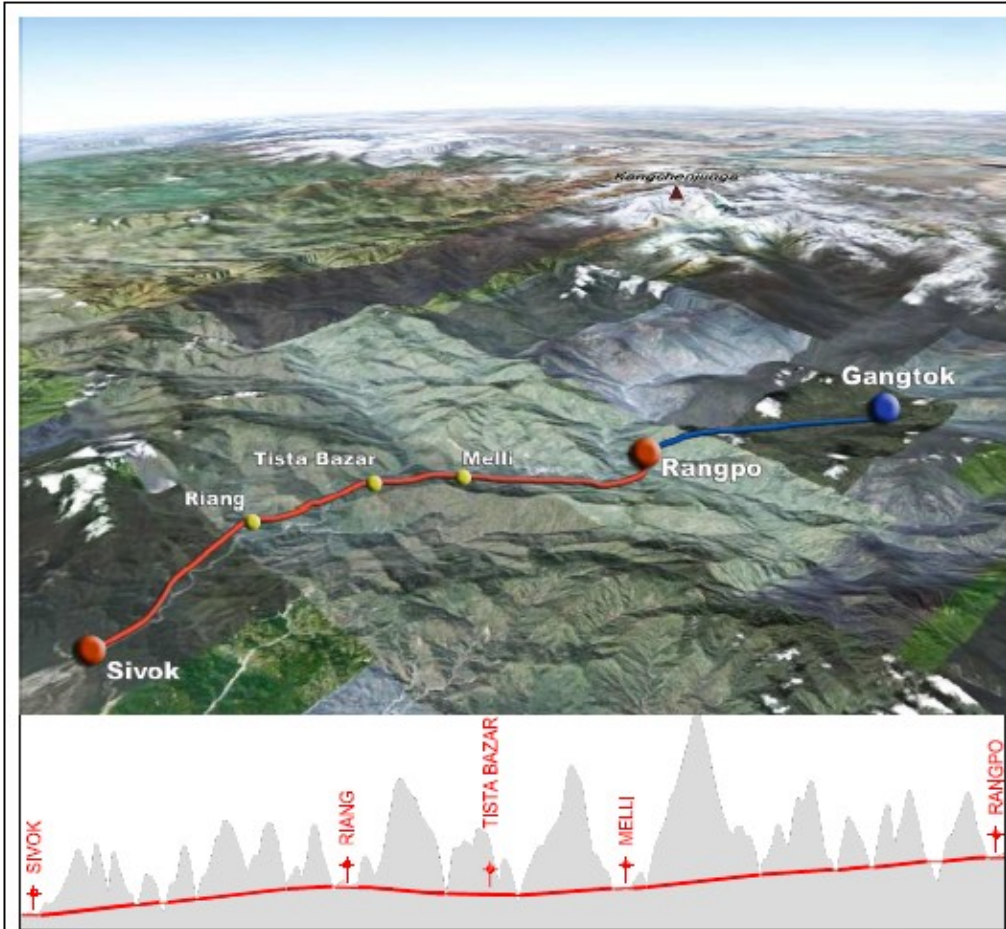 Kangchenjunga
Gangtok
Rangpo
Melli
Tista Bazar
Riang
Sivok
SIVOK
RIANG
TISTA BAZAR
MELLI
RANGPO